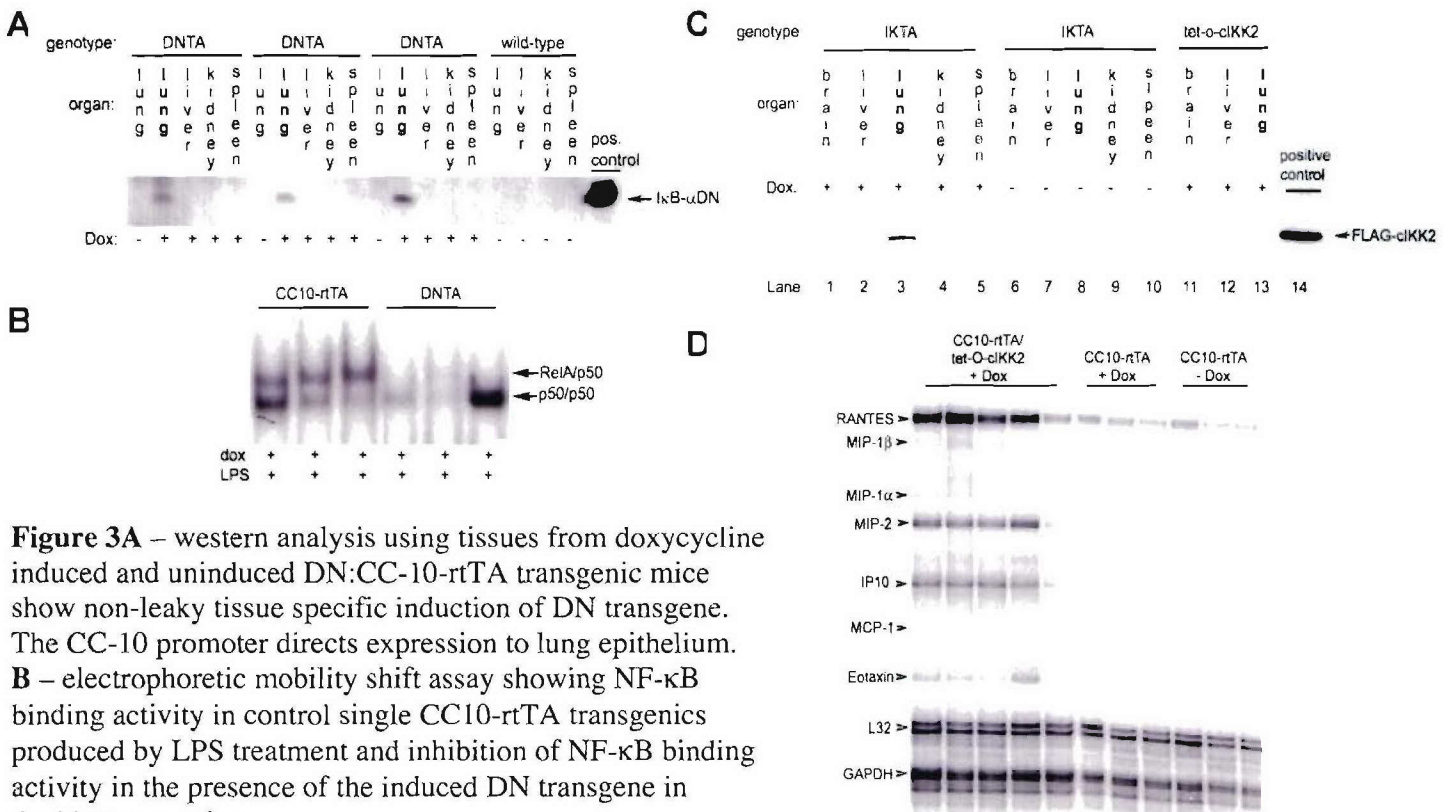 A
genotype: DNTA DNTA DNTA wild-type
organ: lung lung liver kidney spleen lung lung liver kidney spleen lung lung liver kidney spleen lung liver kidney spleen
pos. control
IκB-αDN
Dox: - + + + + - + + + + - + + + + - - - -
B
CC10-rtTA DNTA
RelA/p50
p50/p50
dox + + + + + +
LPS + + + + + +
Figure 3A – western analysis using tissues from doxycycline
induced and uninduced DN:CC-10-rtTA transgenic mice
show non-leaky tissue specific induction of DN transgene.
The CC-10 promoter directs expression to lung epithelium.
B – electrophoretic mobility shift assay showing NF-κB
binding activity in control single CC10-rtTA transgenics
produced by LPS treatment and inhibition of NF-κB binding
activity in the presence of the induced DN transgene in
C
genotype IKTA IKTA tet-o-cIKK2
organ: brain liver lung kidney spleen brain liver lung kidney spleen brain liver lung
positive control
Dox. + + + + + - - - - - + + +
FLAG-cIKK2
Lane 1 2 3 4 5 6 7 8 9 10 11 12 13 14
D
CC10-rtTA/
tet-O-cIKK2 CC10-rtTA CC10-rtTA
+ Dox + Dox - Dox
RANTES
MIP-1β
MIP-1α
MIP-2
IP10
MCP-1
Eotaxin
L32
GAPDH